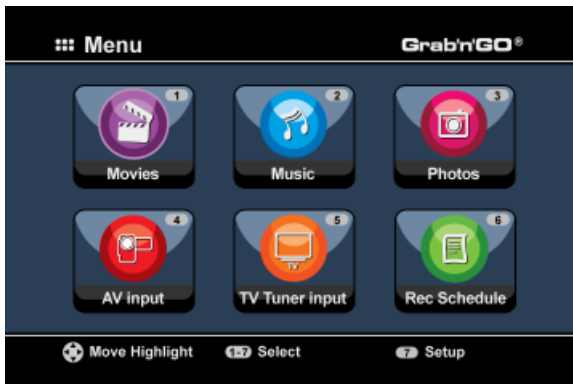 Menu
Grab'n'GO®
1
2
3
Movies
Music
Photos
4
5
6
TV
AV input
TV Tuner input
Rec Schedule
Move Highlight
1-7 Select
7 Setup